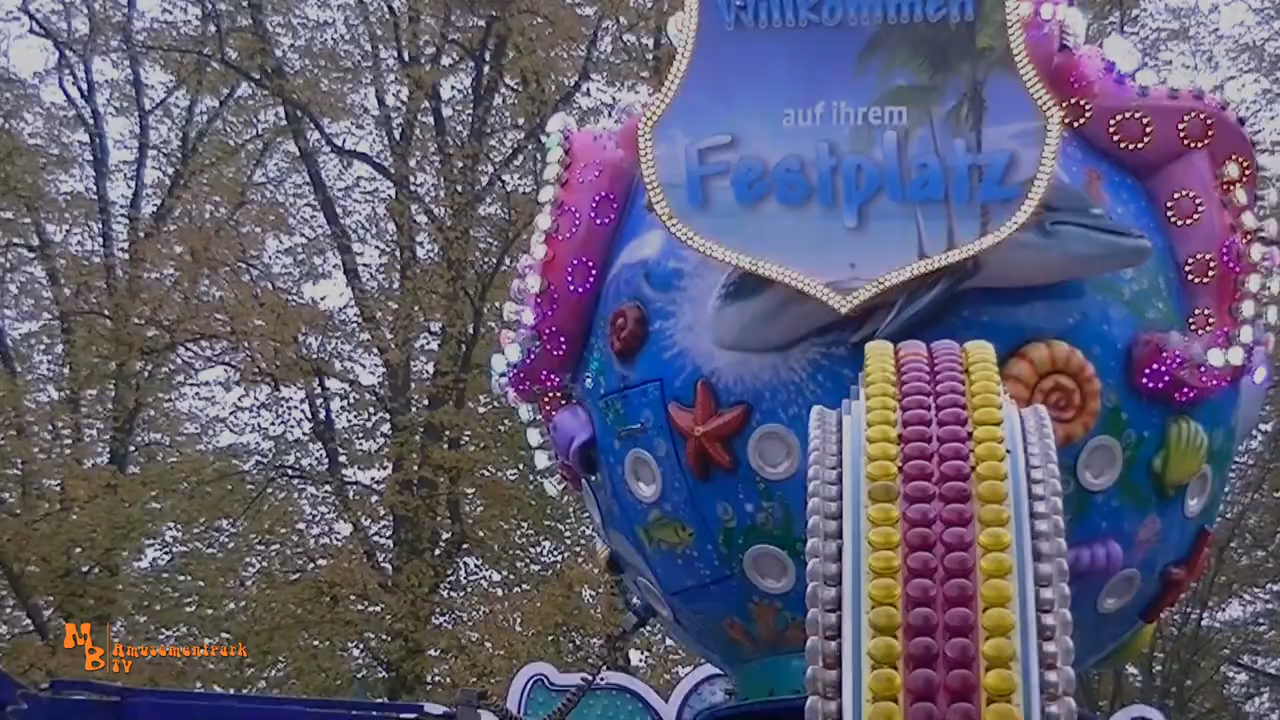 Willkommen
auf ihrem
Festplatz
MB Amusementpark
TV